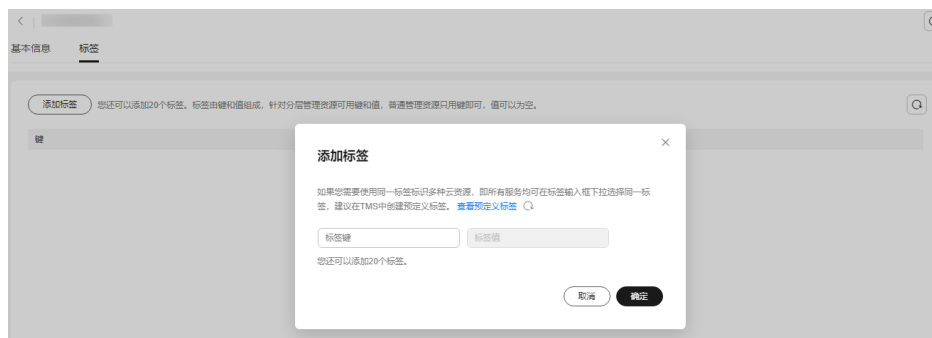 基本信息 标签
添加标签 您还可以添加20个标签。标签由键和值组成，针对分层管理资源可用键和值，普通管理资源只用键即可，值可以为空。
键
添加标签
如果您需要使用同一标签标识多种云资源，即所有服务均可在标签输入框下拉选择同一标
签，建议在TMS中创建预定义标签。 查看预定义标签
标签键 标签值
您还可以添加20个标签。
取消 确定